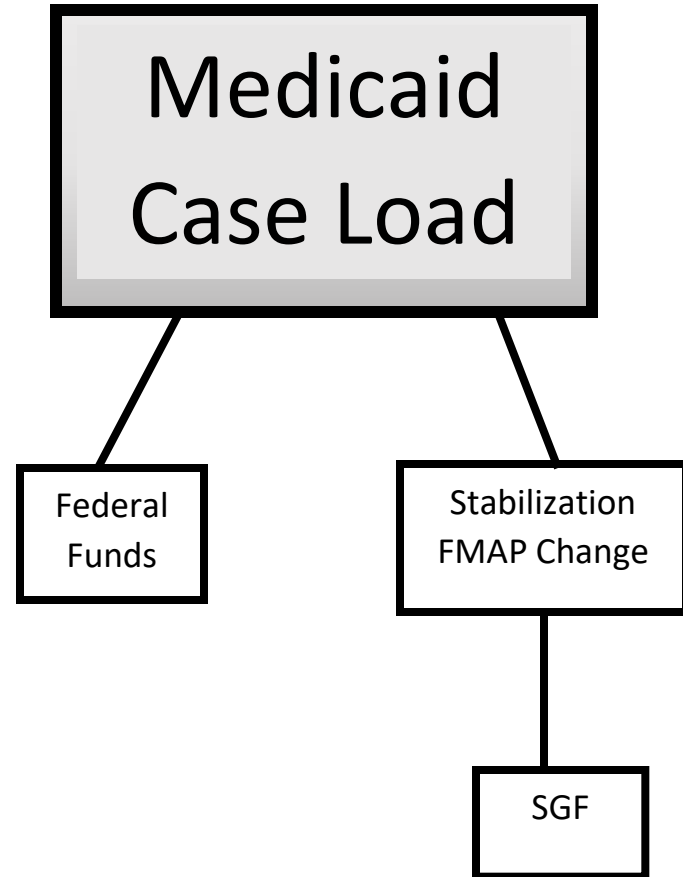 Medicaid
Case Load
Federal
Funds
Stabilization
FMAP Change
SGF